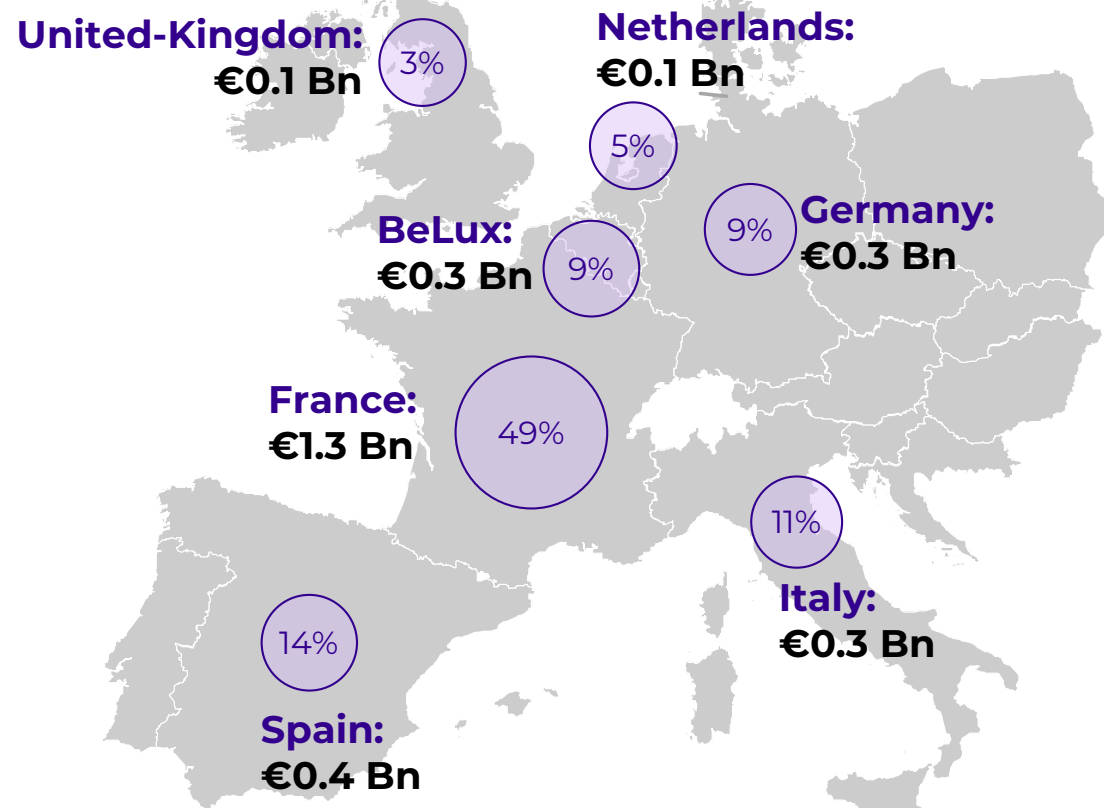 United-Kingdom:
€0.1 Bn
3%
Netherlands:
€0.1 Bn
5%
BeLux:
€0.3 Bn
9%
Germany:
€0.3 Bn
9%
France:
€1.3 Bn
49%
Italy:
€0.3 Bn
11%
Spain:
€0.4 Bn
14%